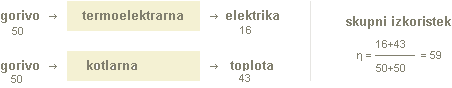 gorivo → termoelektrarna → elektrika
50 16
gorivo → kotlarna → toplota
50 43
skupni izkoristek
η = 16+43 / 50+50 = 59